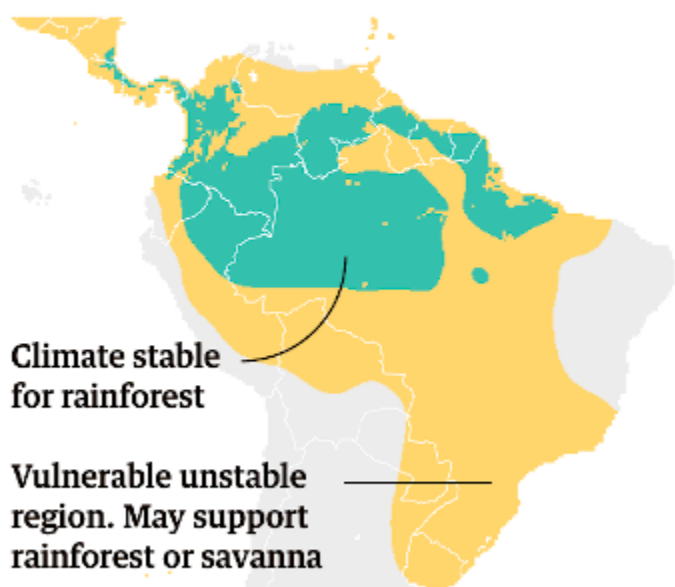 Climate stable
for rainforest
Vulnerable unstable
region. May support
rainforest or savanna